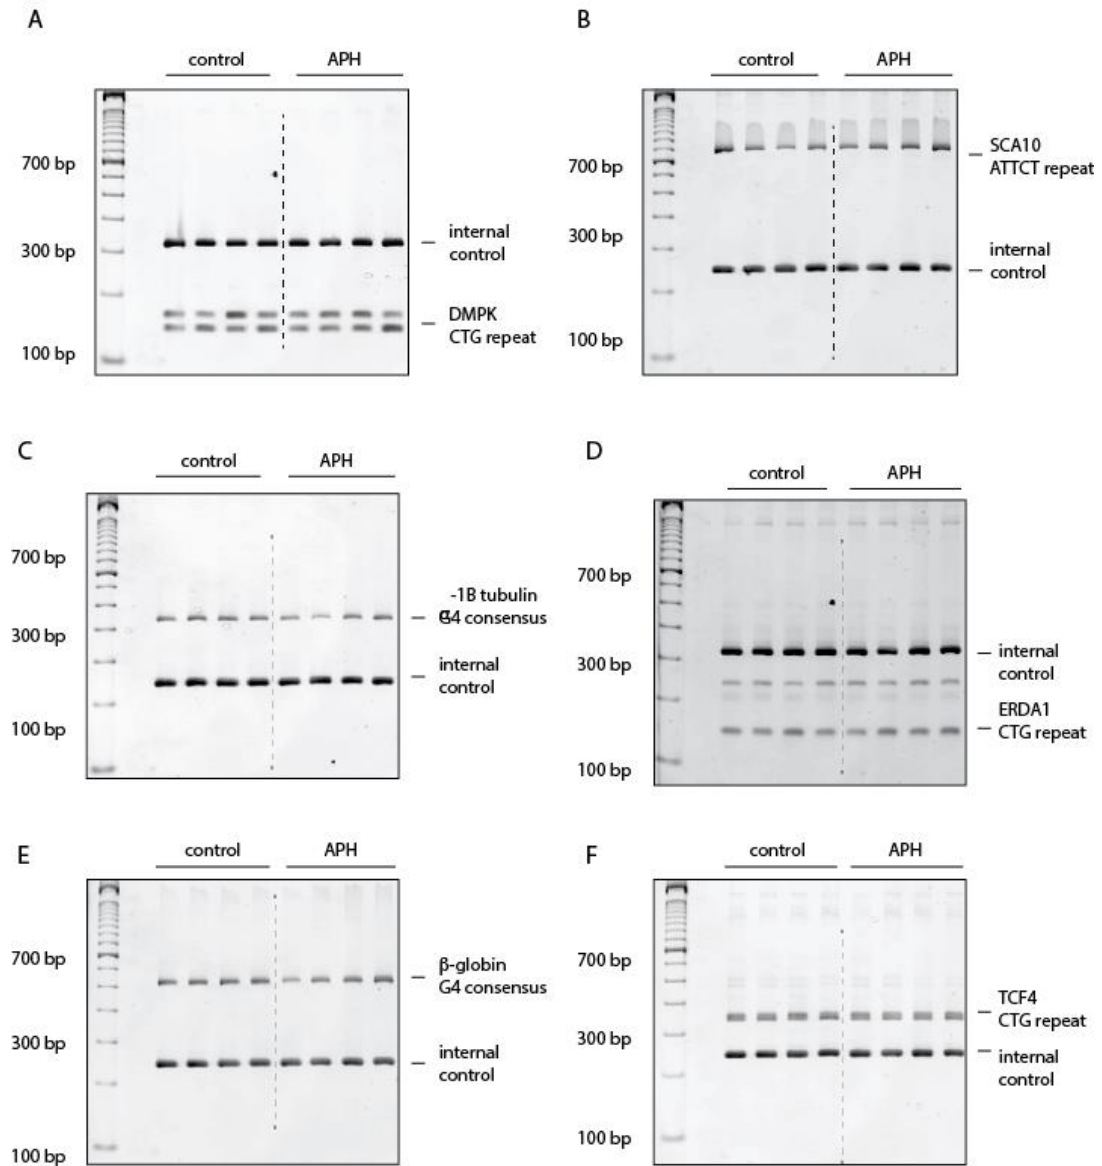 A
control APH
700 bp
300 bp
100 bp
internal
control
DMPK
CTG repeat
B
control APH
700 bp
300 bp
100 bp
SCA10
ATTCT repeat
internal
control
C
control APH
700 bp
300 bp
100 bp
-1B tubulin
G4 consensus
internal
control
D
control APH
700 bp
300 bp
100 bp
internal
control
ERDA1
CTG repeat
E
control APH
700 bp
300 bp
100 bp
β-globin
G4 consensus
internal
control
F
control APH
700 bp
300 bp
100 bp
TCF4
CTG repeat
internal
control